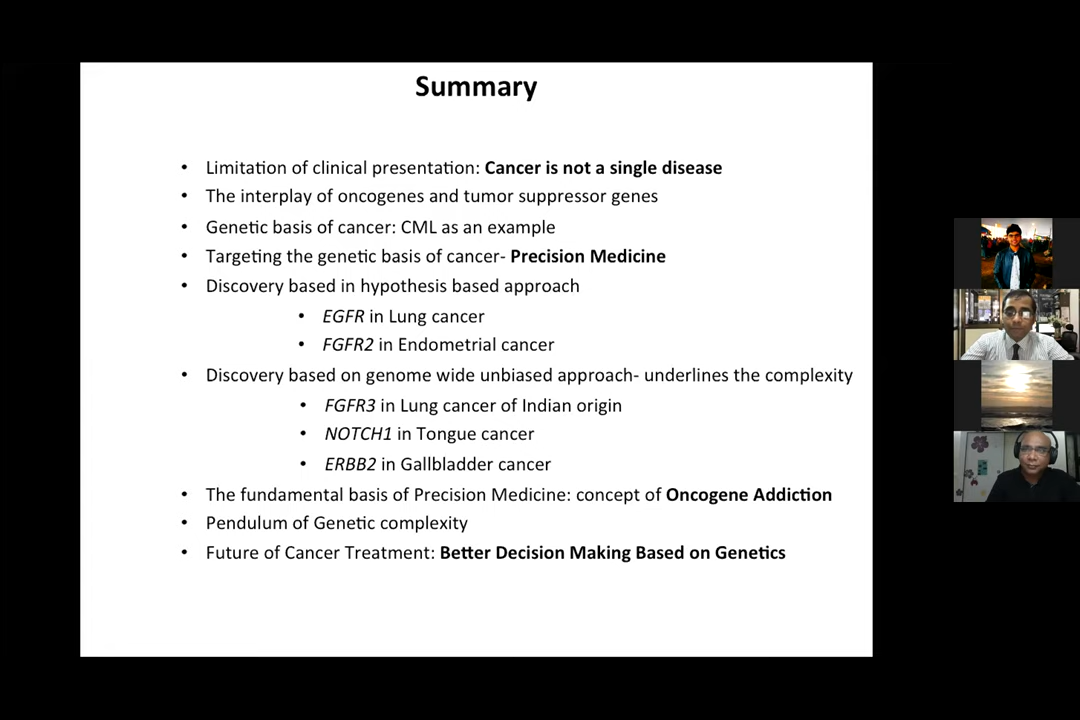 Summary
• Limitation of clinical presentation: Cancer is not a single disease
• The interplay of oncogenes and tumor suppressor genes
• Genetic basis of cancer: CML as an example
• Targeting the genetic basis of cancer- Precision Medicine
• Discovery based in hypothesis based approach
• EGFR in Lung cancer
• FGFR2 in Endometrial cancer
• Discovery based on genome wide unbiased approach- underlines the complexity
• FGFR3 in Lung cancer of Indian origin
• NOTCH1 in Tongue cancer
• ERBB2 in Gallbladder cancer
• The fundamental basis of Precision Medicine: concept of Oncogene Addiction
• Pendulum of Genetic complexity
• Future of Cancer Treatment: Better Decision Making Based on Genetics